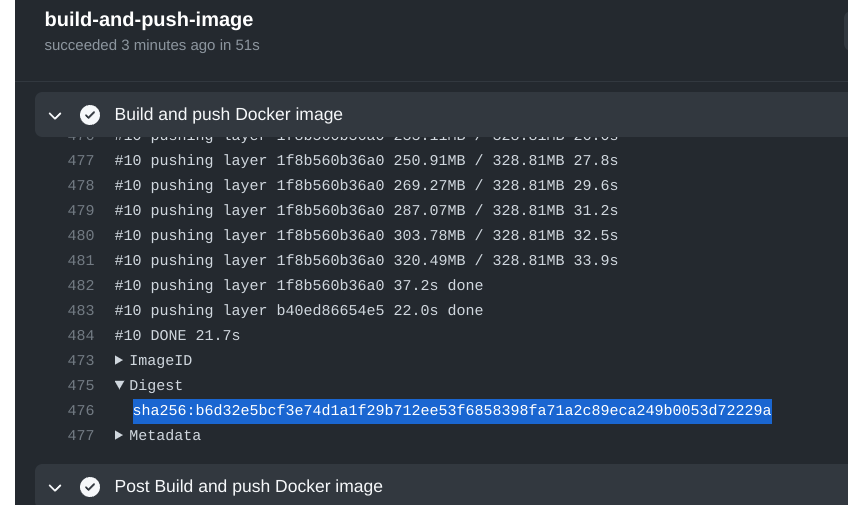 build-and-push-image
succeeded 3 minutes ago in 51s
Build and push Docker image
477 #10 pushing layer 1f8b560b36a0 250.91MB / 328.81MB 27.8s
478 #10 pushing layer 1f8b560b36a0 269.27MB / 328.81MB 29.6s
479 #10 pushing layer 1f8b560b36a0 287.07MB / 328.81MB 31.2s
480 #10 pushing layer 1f8b560b36a0 303.78MB / 328.81MB 32.5s
481 #10 pushing layer 1f8b560b36a0 320.49MB / 328.81MB 33.9s
482 #10 pushing layer 1f8b560b36a0 37.2s done
483 #10 pushing layer b40ed86654e5 22.0s done
484 #10 DONE 21.7s
473 ImageID
475 Digest
476 sha256:b6d32e5bcf3e74d1a1f29b712ee53f6858398fa71a2c89eca249b0053d72229a
477 Metadata
Post Build and push Docker image